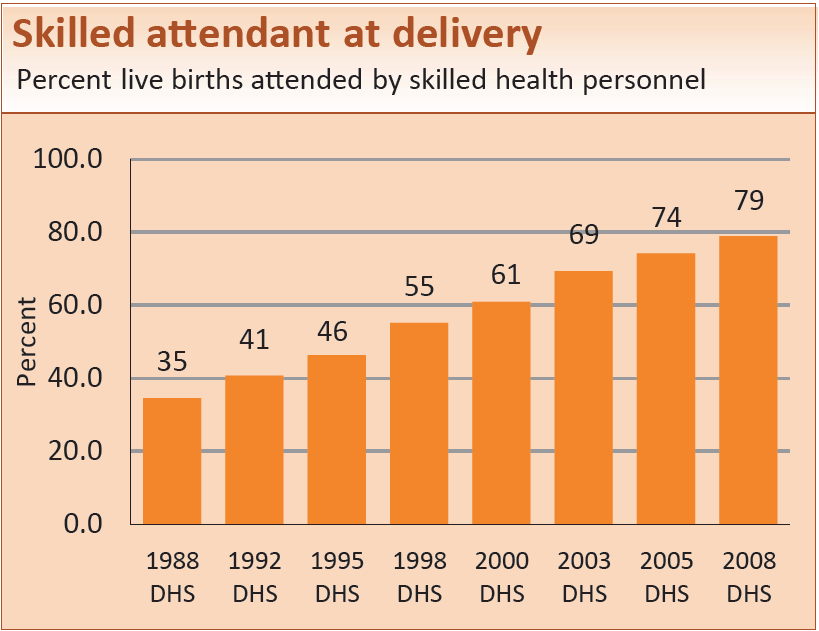 Skilled attendant at delivery
Percent live births attended by skilled health personnel
Percent
100.0
80.0
60.0
40.0
20.0
0.0
35
41
46
55
61
69
74
79
1988 1992 1995 1998 2000 2003 2005 2008
DHS DHS DHS DHS DHS DHS DHS DHS